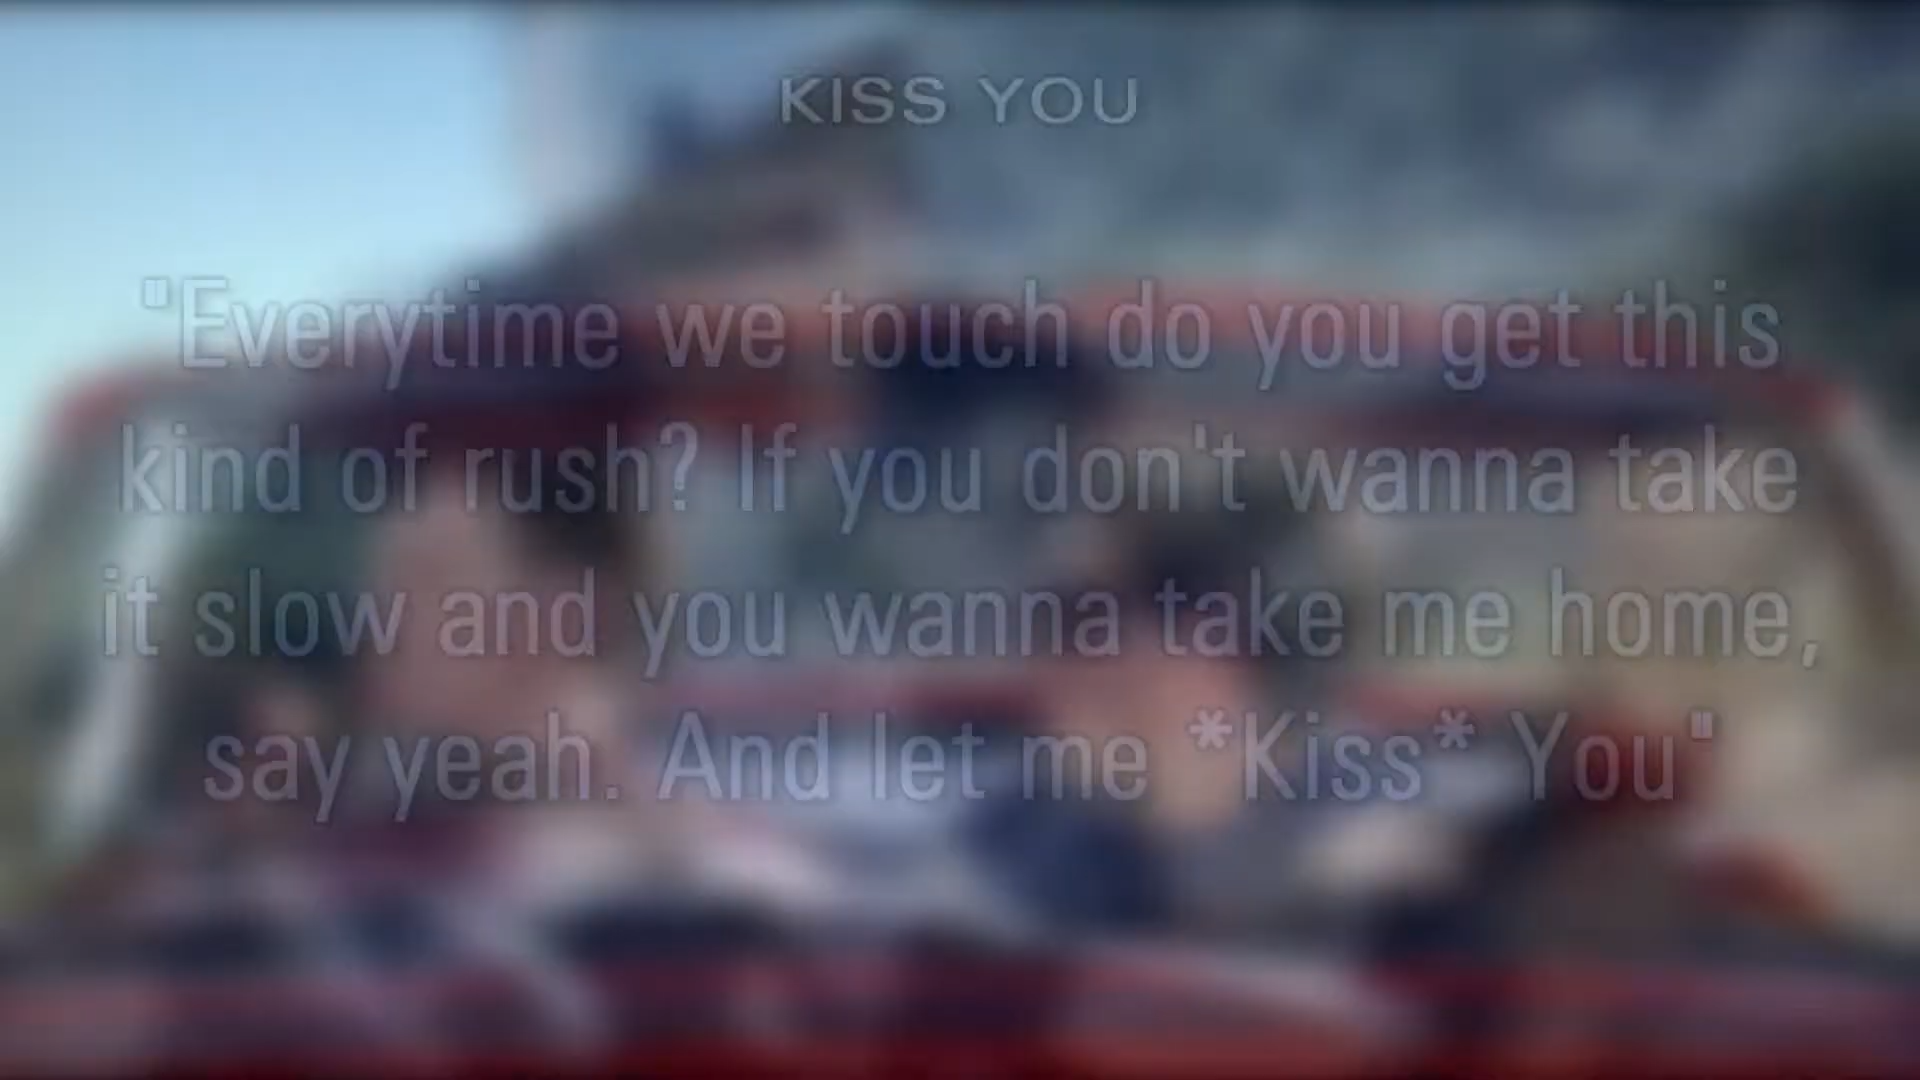 KISS YOU
"Everytime we touch do you get this
kind of rush? If you don't wanna take
it slow and you wanna take me home,
say yeah. And let me *Kiss* You"